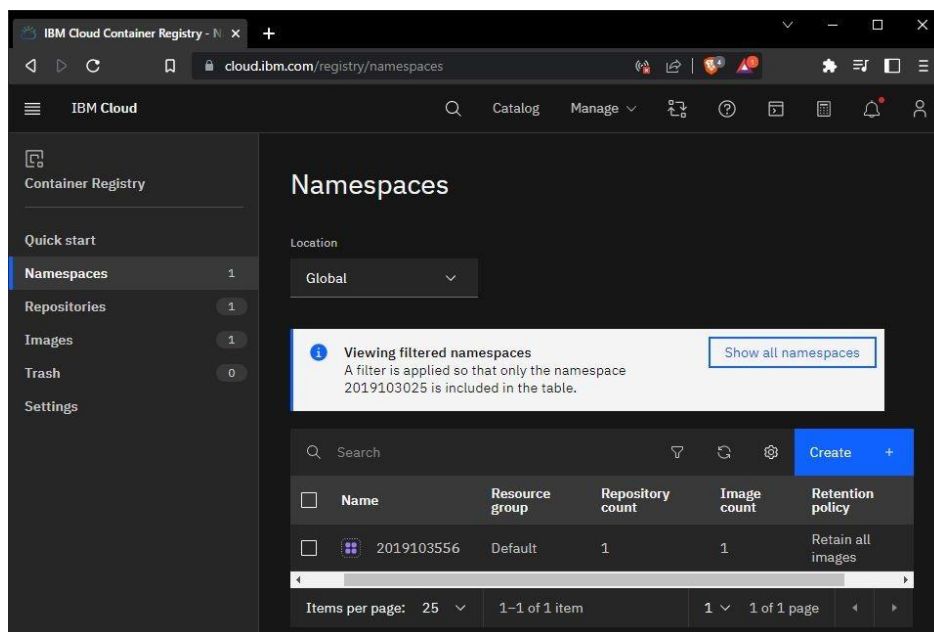 IBM Cloud Container Registry - N
cloud.ibm.com/registry/namespaces
IBM Cloud
Catalog
Manage
Container Registry
Quick start
Namespaces 1
Repositories 1
Images 1
Trash 0
Settings
Namespaces
Location
Global
Viewing filtered namespaces
A filter is applied so that only the namespace
2019103025 is included in the table.
Show all namespaces
Search
Create +
Name Resource group Repository count Image count Retention policy
2019103556 Default 1 1 Retain all images
Items per page: 25 1–1 of 1 item 1 1 of 1 page